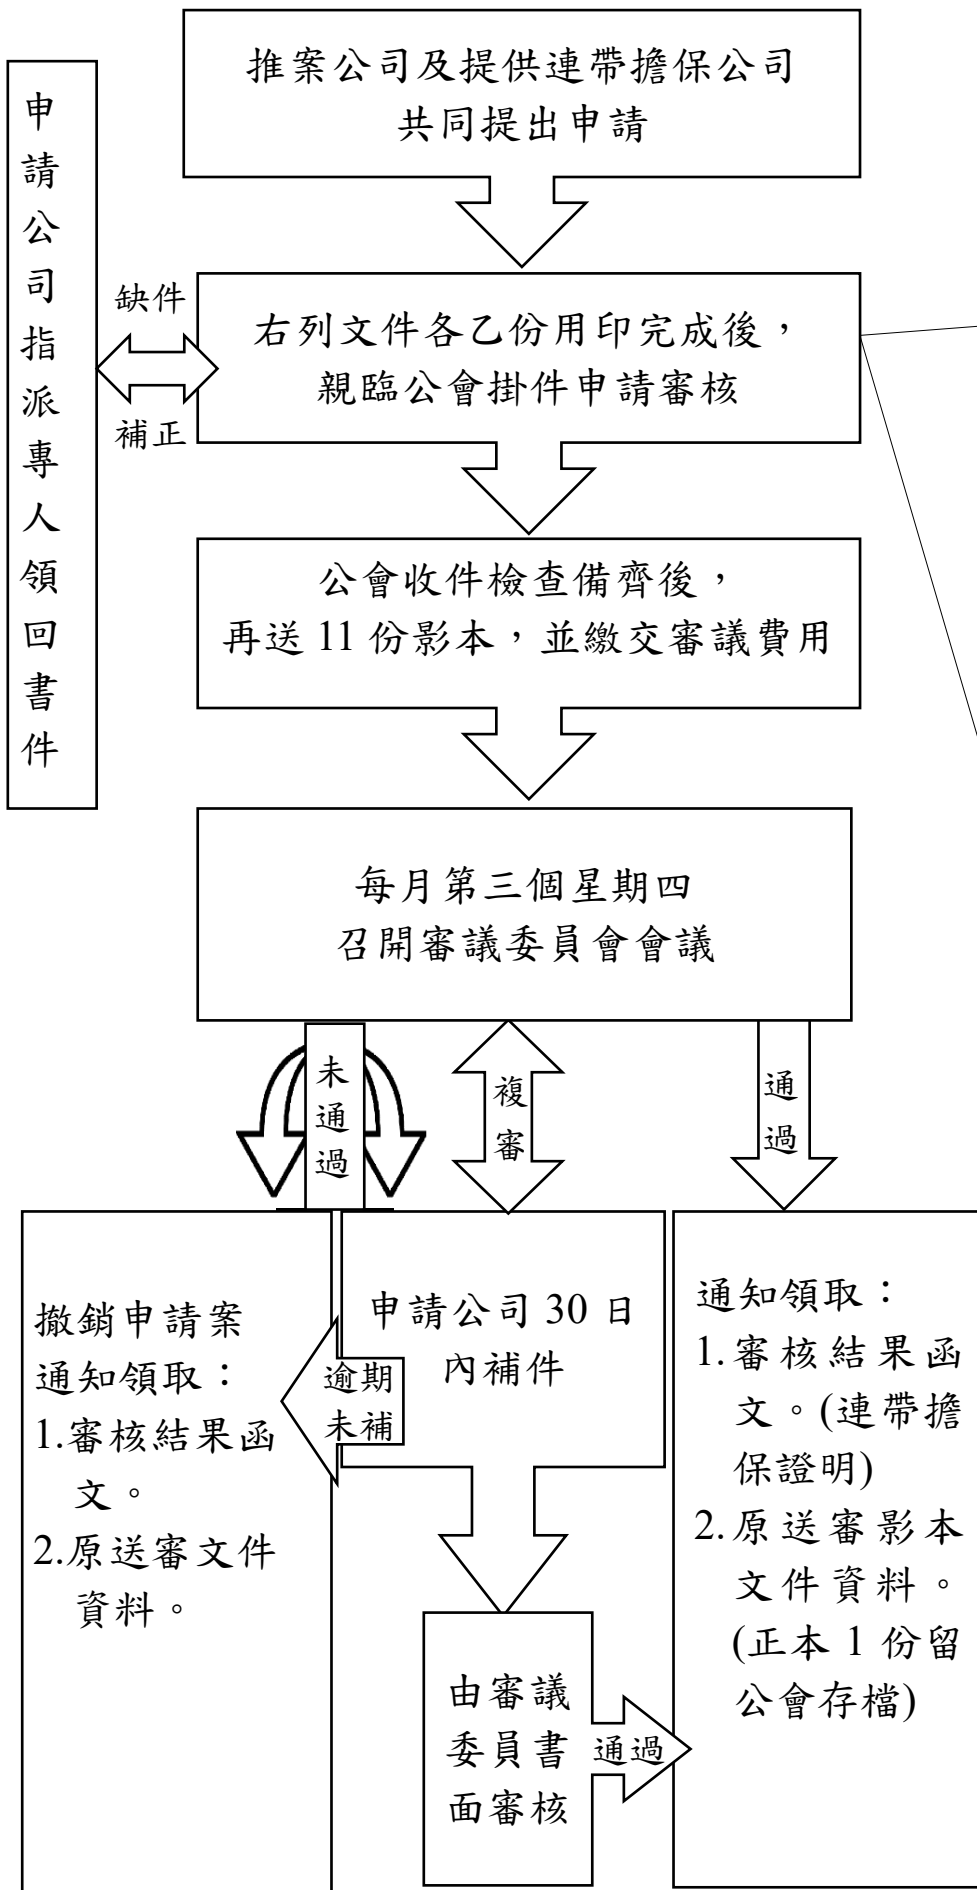 推案公司及提供連帶擔保公司
共同提出申請
申請公司指派專人領回書件
缺件
補正
右列文件各乙份用印完成後，
親臨公會掛件申請審核
公會收件檢查備齊後，
再送 11 份影本，並繳交審議費用
每月第三個星期四
召開審議委員會會議
未通過
複審
通過
撤銷申請案
通知領取：
1.審核結果函
文。
2.原送審文件
資料。
申請公司 30 日
內補件
逾期
未補
由審議
委員書
面審核
通過
通知領取：
1.審核結果函
文。(連帶擔
保證明)
2.原送審影本
文件資料。
(正本 1 份留
公會存檔)